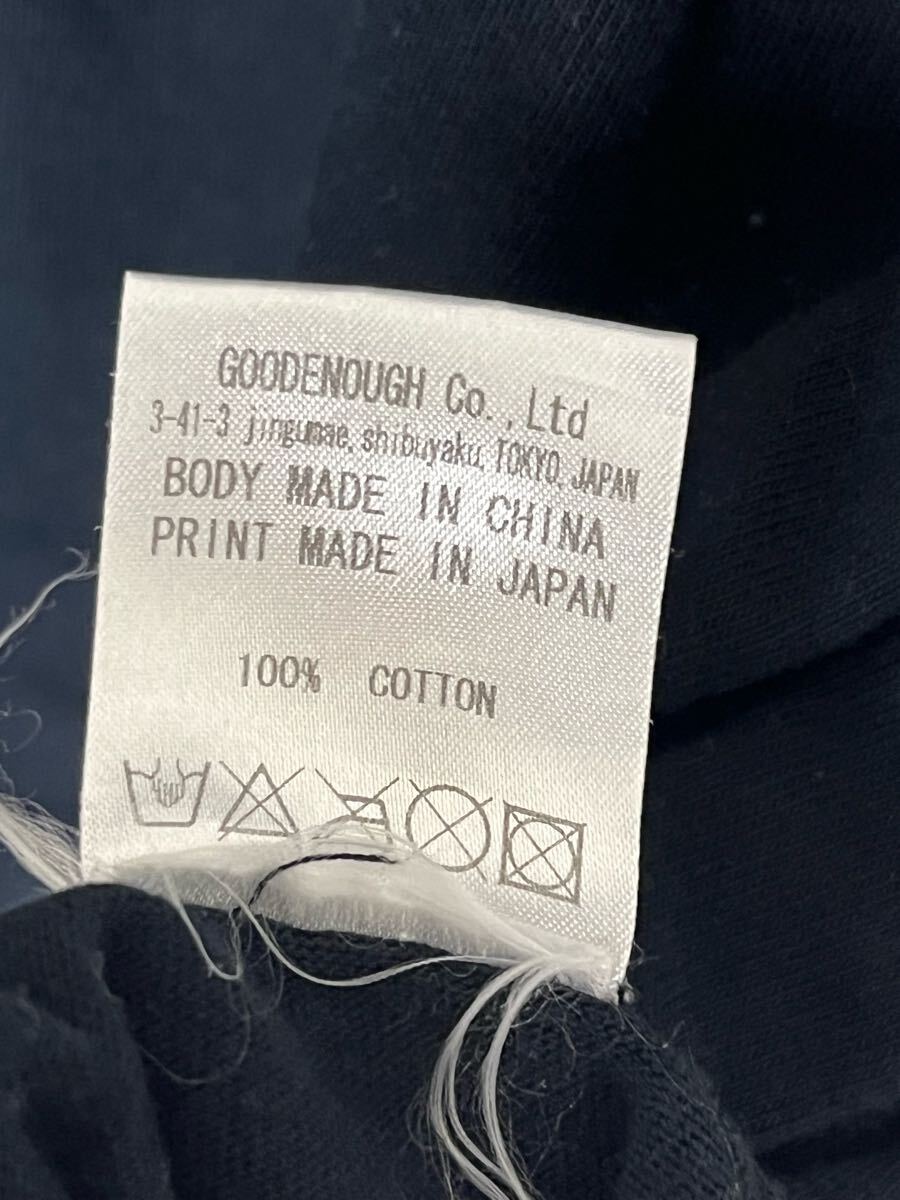 GOODENOUGH Co.,Ltd
3-41-3 jingumae, shibuyaku, TOKYO, JAPAN
BODY MADE IN CHINA
PRINT MADE IN JAPAN
100% COTTON